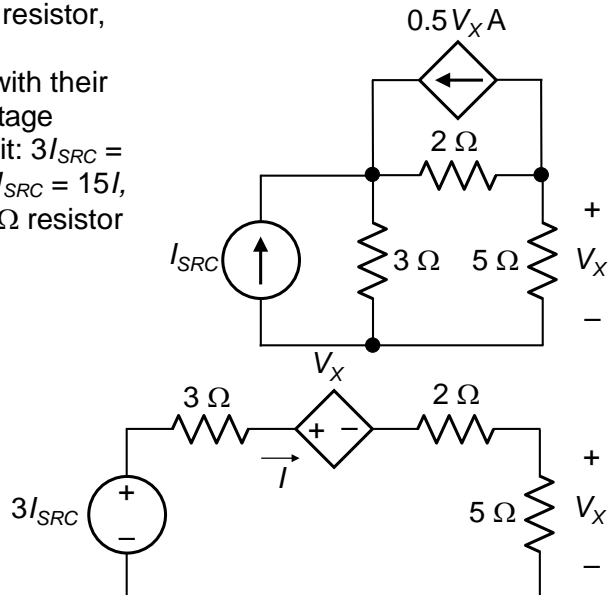 resistor,
with their
tage
it: 3I_SRC =
I_SRC = 15I,
Ω resistor
0.5V_X A
2 Ω
I_SRC
3 Ω
5 Ω
+
V_X
–
V_X
3 Ω
+ –
2 Ω
I
3I_SRC
+
–
5 Ω
+
V_X
–